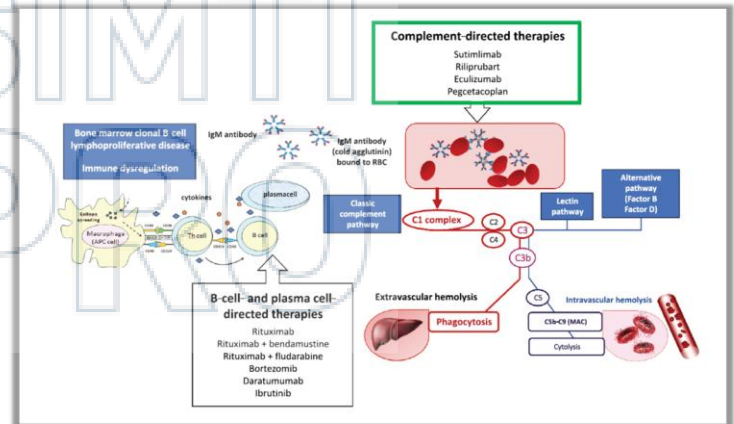 Complement-directed therapies
Sutimlimab
Riliprubart
Eculizumab
Pegcetacoplan
Bone marrow clonal B cell
lymphoproliferative disease
Immune dysregulation
IgM antibody
IgM antibody
(cold agglutinin)
bound to RBC
cytokines
plasmacell
Macrophage
(APC cell)
Th cell
B cell
Classic
complement
pathway
C1 complex
C2
C4
C3
C3b
Lectin
pathway
Alternative
pathway
(Factor B
Factor D)
B-cell- and plasma cell-
directed therapies
Rituximab
Rituximab + bendamustine
Rituximab + fludarabine
Bortezomib
Daratumumab
Ibrutinib
Extravascular hemolysis
Phagocytosis
C5
Intravascular hemolysis
C5b-C9 (MAC)
Cytolysis